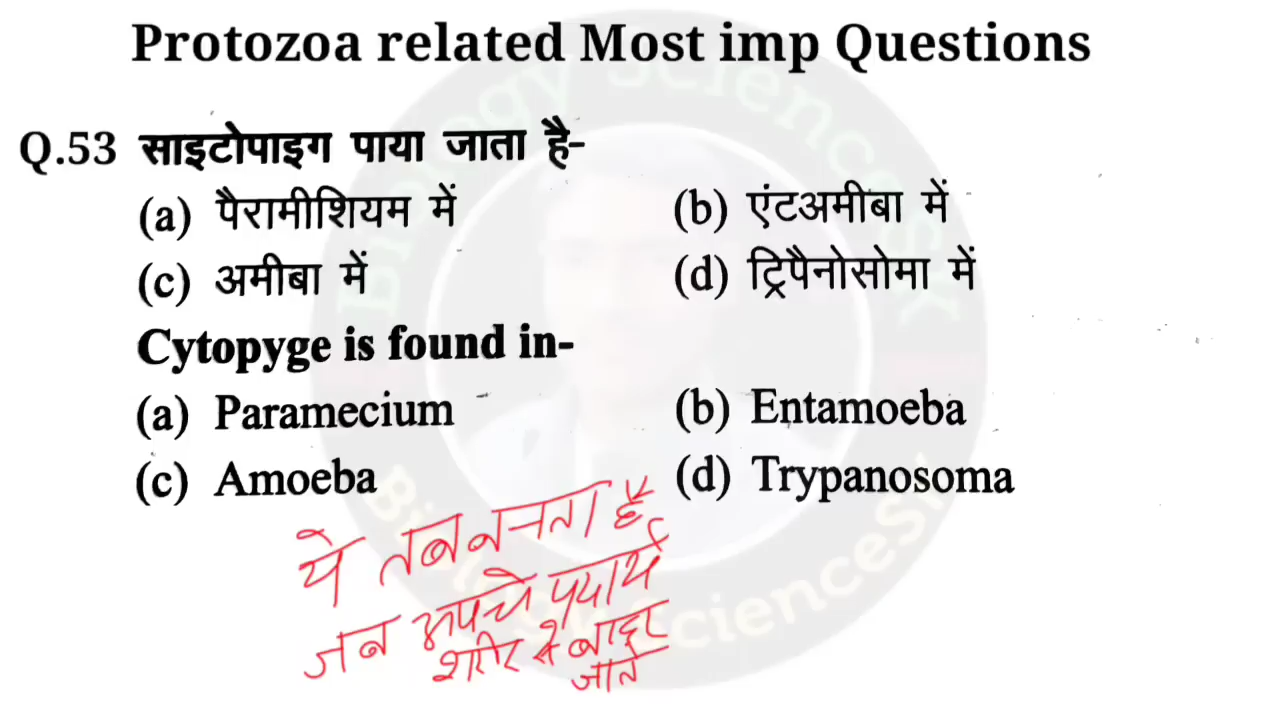 Protozoa related Most imp Questions
Q.53 साइटोपाइग पाया जाता है-
(a) पैरामीशियम में (b) एंटअमीबा में
(c) अमीबा में (d) ट्रिपैनोसोमा में
Cytopyge is found in-
(a) Paramecium (b) Entamoeba
(c) Amoeba (d) Trypanosoma
ये तब बनता है
जब अपचे पदार्थ
शरीर से बाहर
जाते